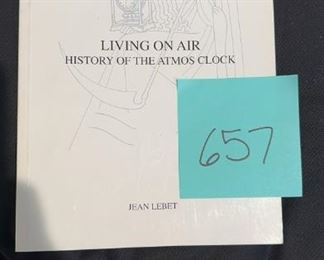 LIVING ON AIR
HISTORY OF THE ATMOS CLOCK
657
JEAN LEBET